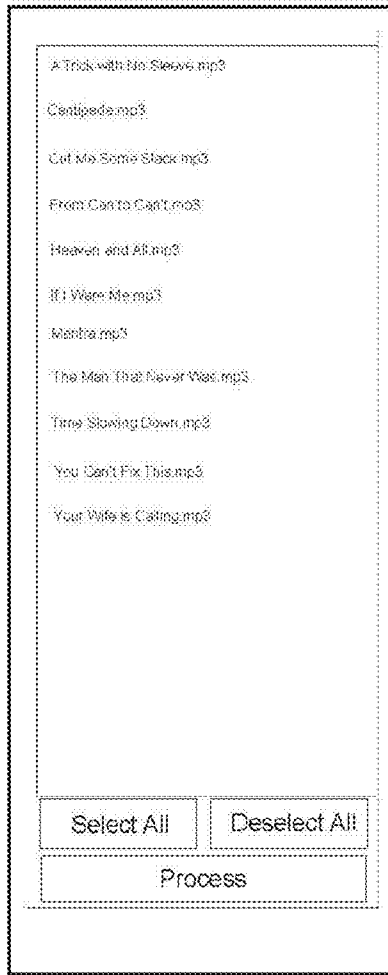 A Trick with No Sleeve.mp3
Centipede.mp3
Cut Me Some Slack.mp3
From Can to Can't.mp3
Heaven and All.mp3
If I Were Me.mp3
Mantra.mp3
The Man That Never Was.mp3
Time Slowing Down.mp3
You Can't Fix This.mp3
Your Wife is Calling.mp3
Select All
Deselect All
Process